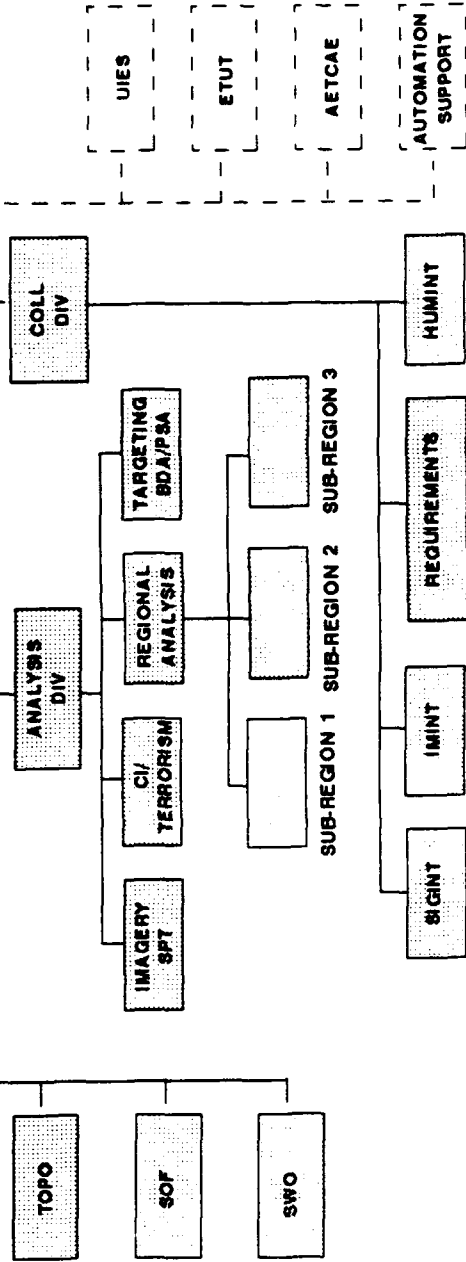 TOPO
SOF
SWO
ANALYSIS
DIV
IMAGERY
SPT
CI/
TERRORISM
REGIONAL
ANALYSIS
TARGETING
BDA/PSA
SUB-REGION 1
SUB-REGION 2
SUB-REGION 3
COLL
DIV
SIGINT
IMINT
REQUIREMENTS
HUMINT
UIES
ETUT
AETCAE
AUTOMATION
SUPPORT